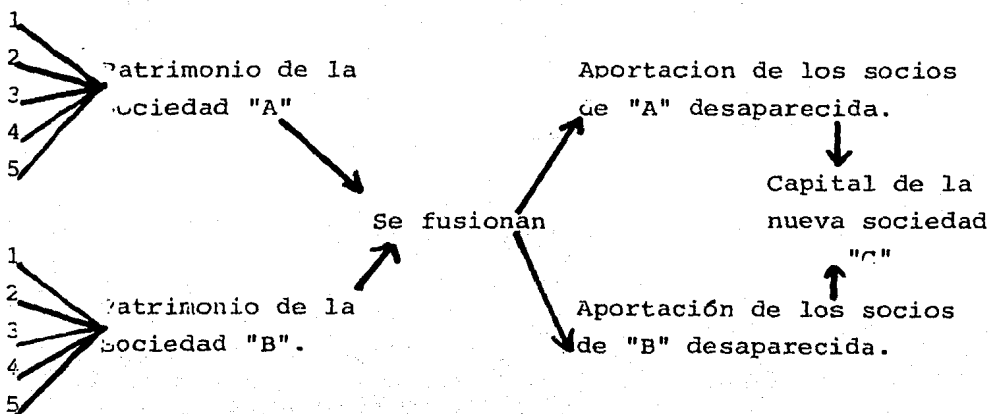 1
2
3
4
5
Patrimonio de la
sociedad "A"
Se fusionan
1
2
3
4
5
Patrimonio de la
sociedad "B".
Aportacion de los socios
de "A" desaparecida.
Capital de la
nueva sociedad
"C"
Aportación de los socios
de "B" desaparecida.